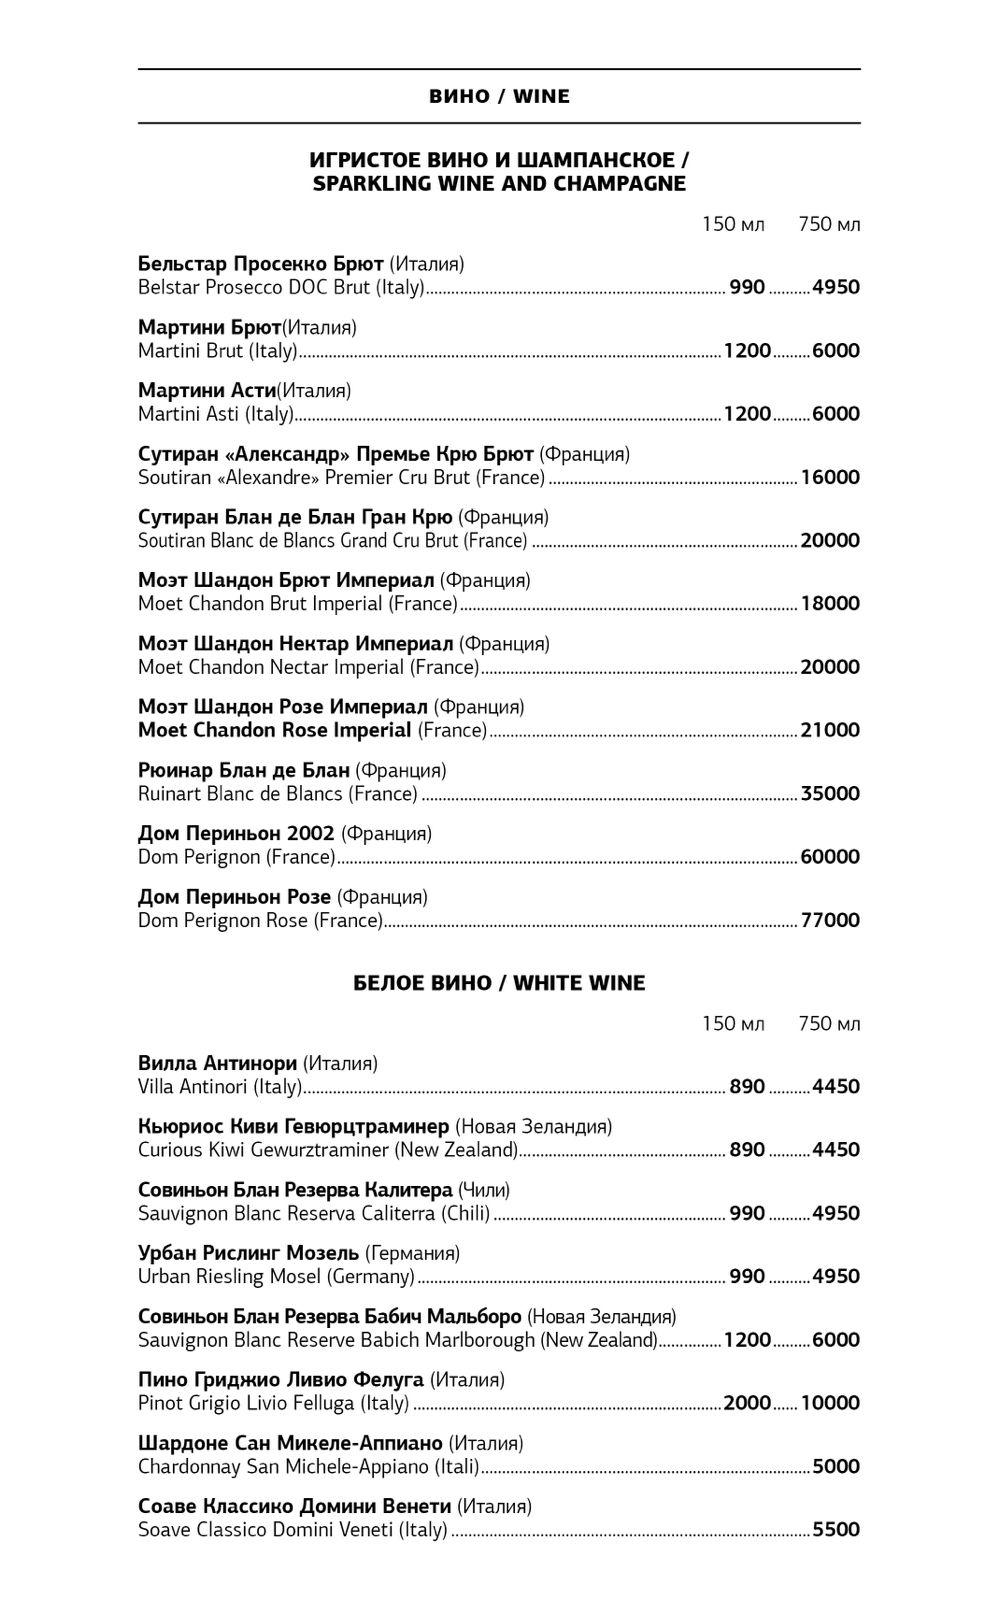 ВИНО / WINE
ИГРИСТОЕ ВИНО И ШАМПАНСКОЕ /
SPARKLING WINE AND CHAMPAGNE
150 мл 750 мл
Бельстар Просекко Брют (Италия)
Belstar Prosecco DOC Brut (Italy)...... 990 ......4950
Мартини Брют(Италия)
Martini Brut (Italy)......1200......6000
Мартини Асти(Италия)
Martini Asti (Italy)......1200......6000
Сутиран «Александр» Премье Крю Брют (Франция)
Soutiran «Alexandre» Premier Cru Brut (France)......16000
Сутиран Блан де Блан Гран Крю (Франция)
Soutiran Blanc de Blancs Grand Cru Brut (France) ......20000
Моэт Шандон Брют Империал (Франция)
Moet Chandon Brut Imperial (France)......18000
Моэт Шандон Нектар Империал (Франция)
Moet Chandon Nectar Imperial (France)......20000
Моэт Шандон Розе Империал (Франция)
Moet Chandon Rose Imperial (France)......21000
Рюинар Блан де Блан (Франция)
Ruinart Blanc de Blancs (France) ......35000
Дом Периньон 2002 (Франция)
Dom Perignon (France)......60000
Дом Периньон Розе (Франция)
Dom Perignon Rose (France)......77000
БЕЛОЕ ВИНО / WHITE WINE
150 мл 750 мл
Вилла Антинори (Италия)
Villa Antinori (Italy)...... 890 ......4450
Кьюриос Киви Гевюрцтраминер (Новая Зеландия)
Curious Kiwi Gewurztraminer (New Zealand)...... 890 ......4450
Совиньон Блан Резерва Калитера (Чили)
Sauvignon Blanc Reserva Caliterra (Chili) ...... 990 ......4950
Урбан Рислинг Мозель (Германия)
Urban Riesling Mosel (Germany)...... 990 ......4950
Совиньон Блан Резерва Бабич Мальборо (Новая Зеландия)
Sauvignon Blanc Reserve Babich Marlborough (New Zealand)......1200......6000
Пино Гриджио Ливио Фелуга (Италия)
Pinot Grigio Livio Felluga (Italy) ......2000......10000
Шардоне Сан Микеле-Аппиано (Италия)
Chardonnay San Michele-Appiano (Itali)......5000
Соаве Классико Домини Венети (Италия)
Soave Classico Domini Veneti (Italy) ......5500